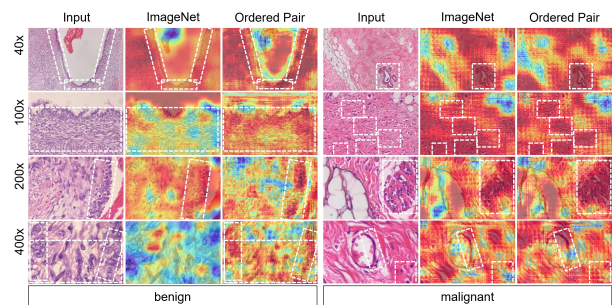 Input ImageNet Ordered Pair Input ImageNet Ordered Pair
40x
100x
200x
400x
benign malignant